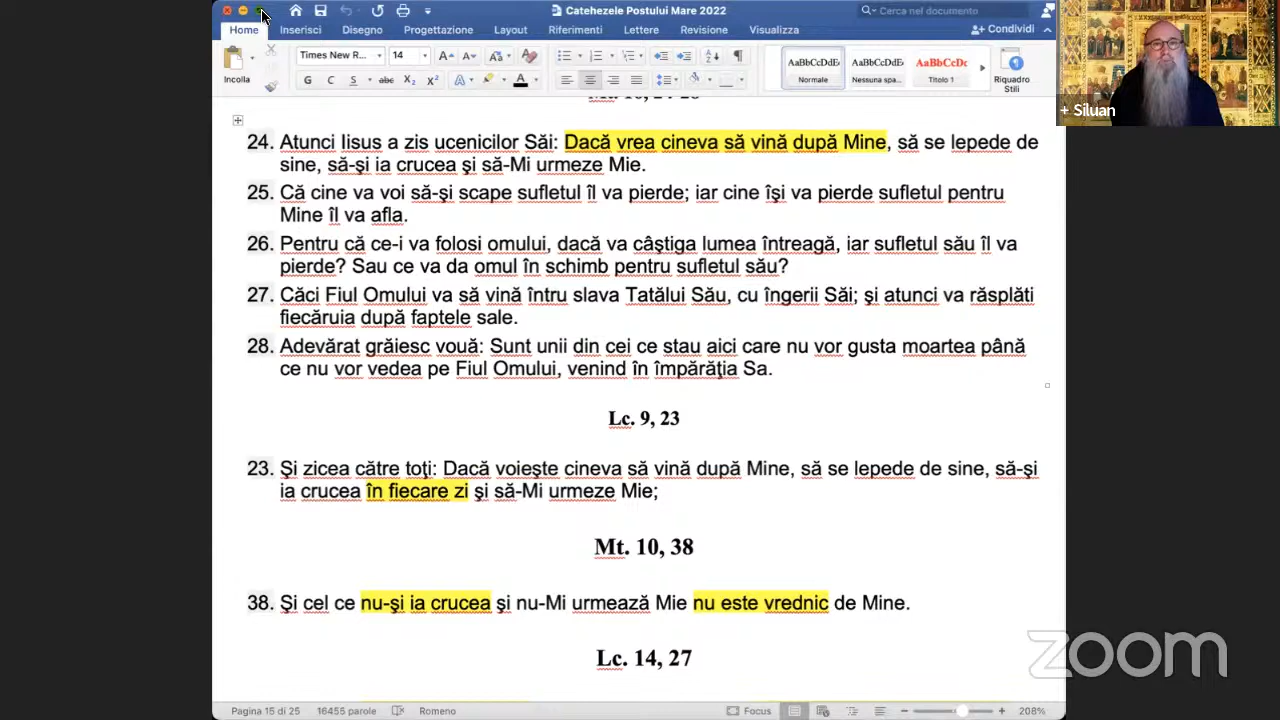 Catehezele Postului Mare 2022
Cerca nel documento
Home Inserisci Disegno Progettazione Layout Riferimenti Lettere Revisione Visualizza Condividi
Incolla
Times New R... 14
AaBbCcDdEe AaBbCcDdEe AaBbCcDc
Normale Nessuna spa... Titolo 1
Riquadro Stili
G C S abc X₂ X²
+ Siluan
24. Atunci Iisus a zis ucenicilor Săi: Dacă vrea cineva să vină după Mine, să se lepede de
sine, să-şi ia crucea şi să-Mi urmeze Mie.
25. Că cine va voi să-şi scape sufletul îl va pierde; iar cine îşi va pierde sufletul pentru
Mine îl va afla.
26. Pentru că ce-i va folosi omului, dacă va câştiga lumea întreagă, iar sufletul său îl va
pierde? Sau ce va da omul în schimb pentru sufletul său?
27. Căci Fiul Omului va să vină întru slava Tatălui Său, cu îngerii Săi; şi atunci va răsplăti
fiecăruia după faptele sale.
28. Adevărat grăiesc vouă: Sunt unii din cei ce stau aici care nu vor gusta moartea până
ce nu vor vedea pe Fiul Omului, venind în împărăţia Sa.
Lc. 9, 23
23. Şi zicea către toţi: Dacă voieşte cineva să vină după Mine, să se lepede de sine, să-şi
ia crucea în fiecare zi şi să-Mi urmeze Mie;
Mt. 10, 38
38. Şi cel ce nu-şi ia crucea şi nu-Mi urmează Mie nu este vrednic de Mine.
Lc. 14, 27
zoom
Pagina 15 di 25 16455 parole Romeno Focus 208%